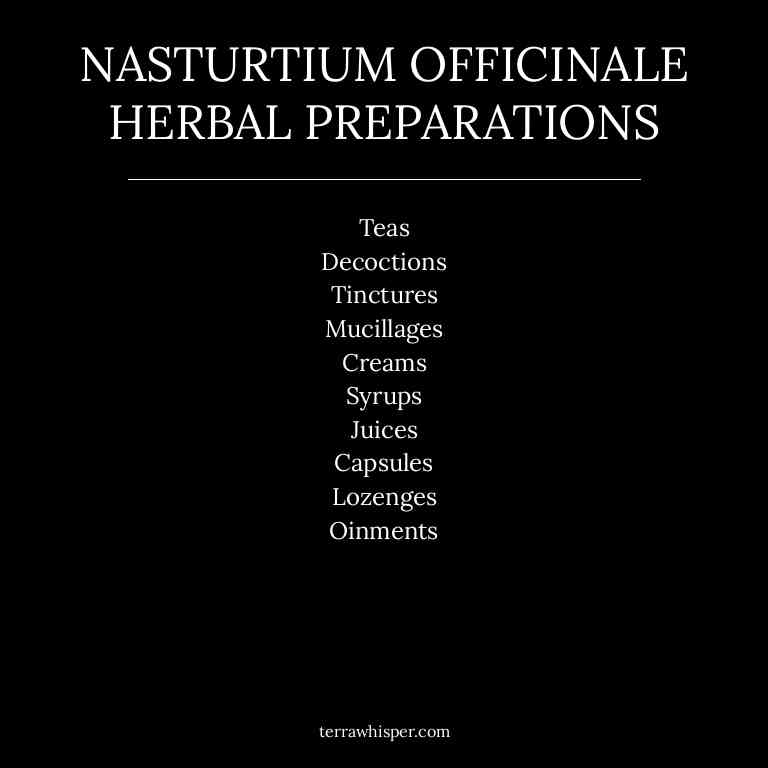 NASTURTIUM OFFICINALE
HERBAL PREPARATIONS
Teas
Decoctions
Tinctures
Mucillages
Creams
Syrups
Juices
Capsules
Lozenges
Oinments
terrawhisper.com